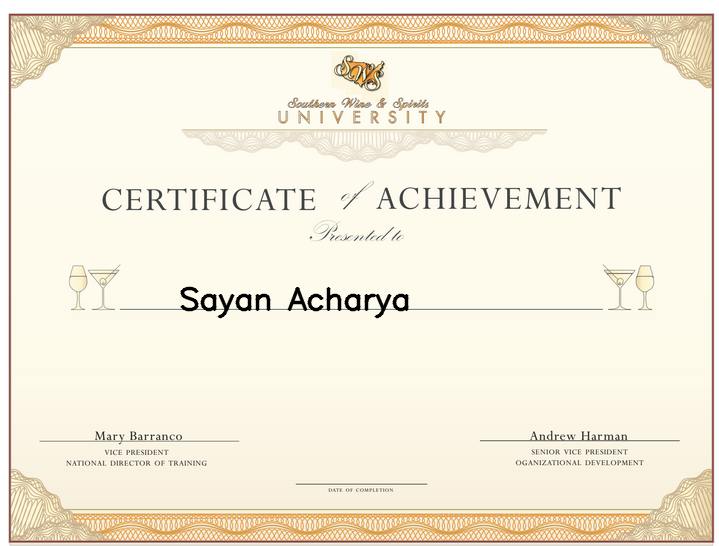 SWS
Southern Wine & Spirits
UNIVERSITY
CERTIFICATE of ACHIEVEMENT
Presented to
Sayan Acharya
Mary Barranco
VICE PRESIDENT
NATIONAL DIRECTOR OF TRAINING
Andrew Harman
SENIOR VICE PRESIDENT
OGANIZATIONAL DEVELOPMENT
DATE OF COMPLETION